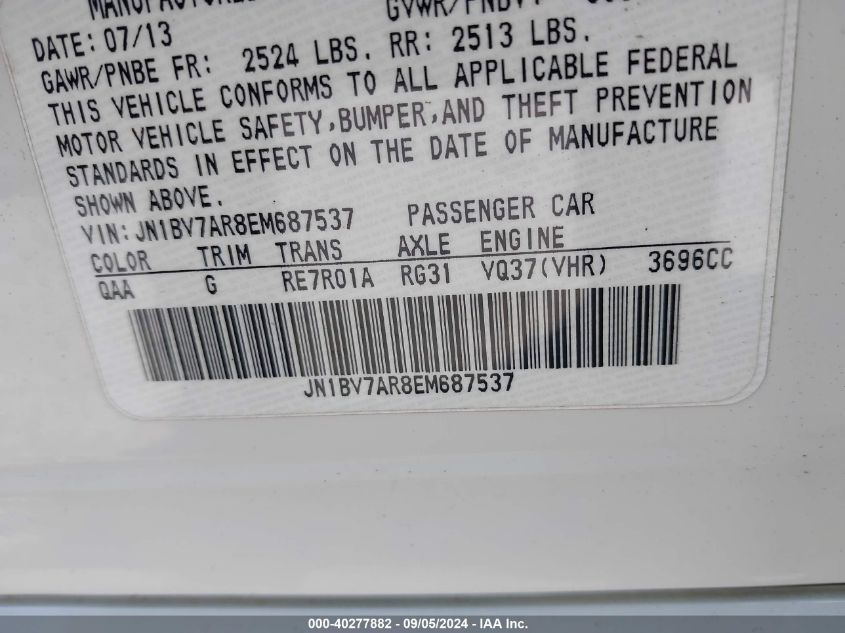 DATE: 07/13
GAWR/PNBE FR: 2524 LBS. RR: 2513 LBS.
THIS VEHICLE CONFORMS TO ALL APPLICABLE FEDERAL
MOTOR VEHICLE SAFETY, BUMPER, AND THEFT PREVENTION
STANDARDS IN EFFECT ON THE DATE OF MANUFACTURE
SHOWN ABOVE.
VIN: JN1BV7AR8EM687537 PASSENGER CAR
COLOR TRIM TRANS AXLE ENGINE
QAA G RE7R01A RG31 VQ37(VHR) 3696CC
JN1BV7AR8EM687537
000-40277882 - 09/05/2024 - IAA Inc.